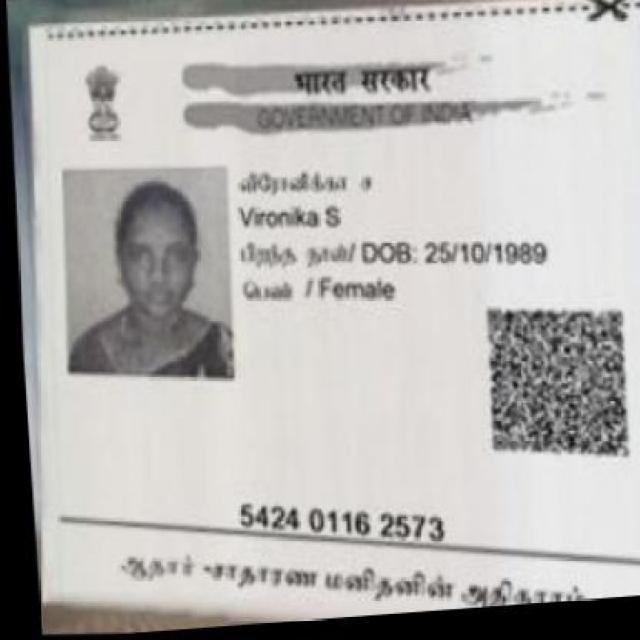 भारत सरकार
GOVERNMENT OF INDIA
Vironika S
பிறந்த நாள்/ DOB: 25/10/1989
பெண் / Female
5424 0116 2573
ஆதார் - சாதாரண மனிதனின் அதிகாரம்